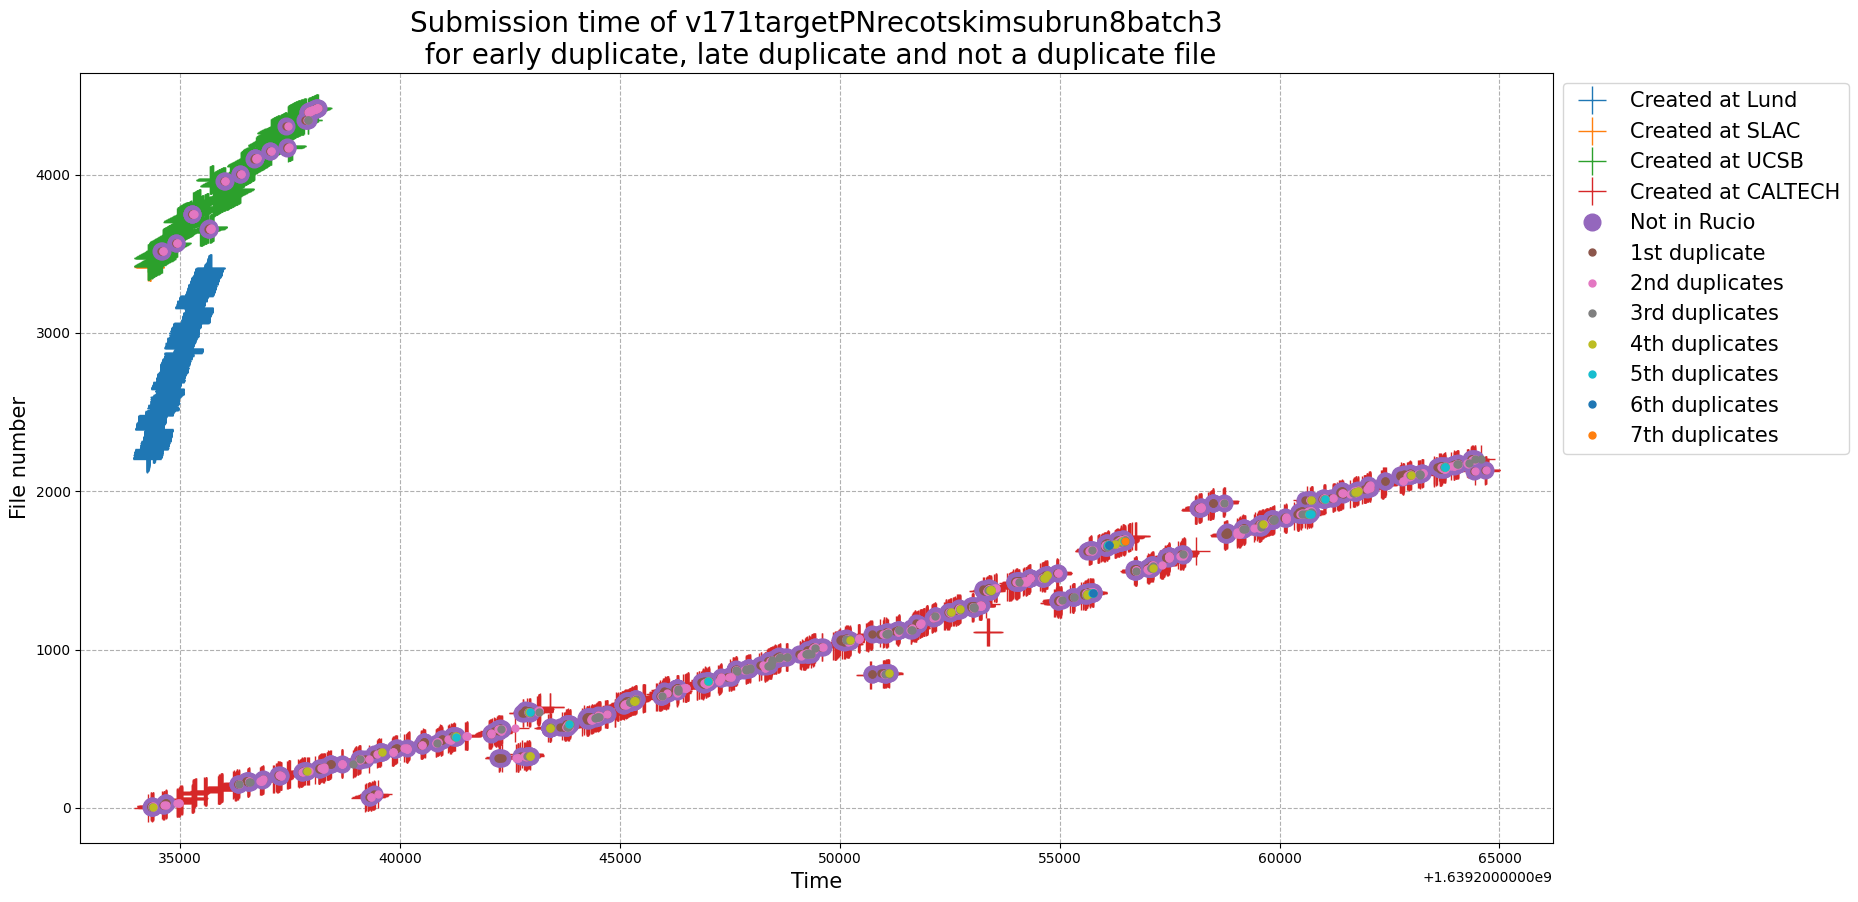 Submission time of v171targetPNrecotskimsubrun8batch3
for early duplicate, late duplicate and not a duplicate file
File number
4000
3000
2000
1000
0
35000
40000
45000
50000
55000
60000
65000
+1.6392000000e9
Time
Created at Lund
Created at SLAC
Created at UCSB
Created at CALTECH
Not in Rucio
1st duplicate
2nd duplicates
3rd duplicates
4th duplicates
5th duplicates
6th duplicates
7th duplicates